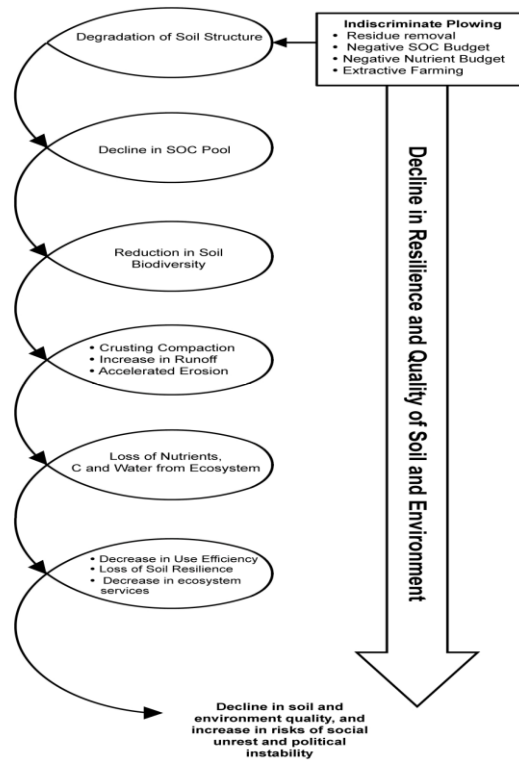 Degradation of Soil Structure
Indiscriminate Plowing
• Residue removal
• Negative SOC Budget
• Negative Nutrient Budget
• Extractive Farming
Decline in SOC Pool
Reduction in Soil
Biodiversity
• Crusting Compaction
• Increase in Runoff
• Accelerated Erosion
Loss of Nutrients,
C and Water from Ecosystem
• Decrease in Use Efficiency
• Loss of Soil Resilience
• Decrease in ecosystem
services
Decline in soil and
environment quality, and
increase in risks of social
unrest and political
instability
Decline in Resilience and Quality of Soil and Environment